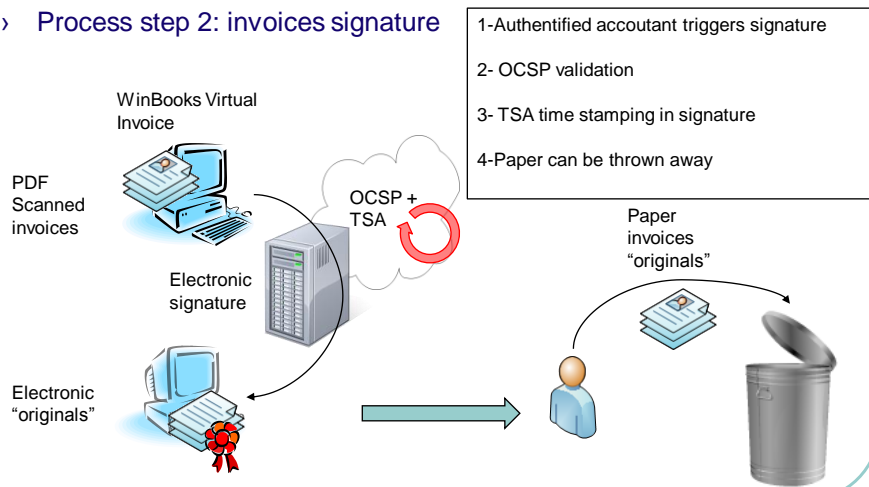 › Process step 2: invoices signature
1-Authentified accoutant triggers signature
2- OCSP validation
3- TSA time stamping in signature
4-Paper can be thrown away
WinBooks Virtual
Invoice
PDF
Scanned
invoices
OCSP +
TSA
Paper
invoices
“originals”
Electronic
signature
Electronic
“originals”